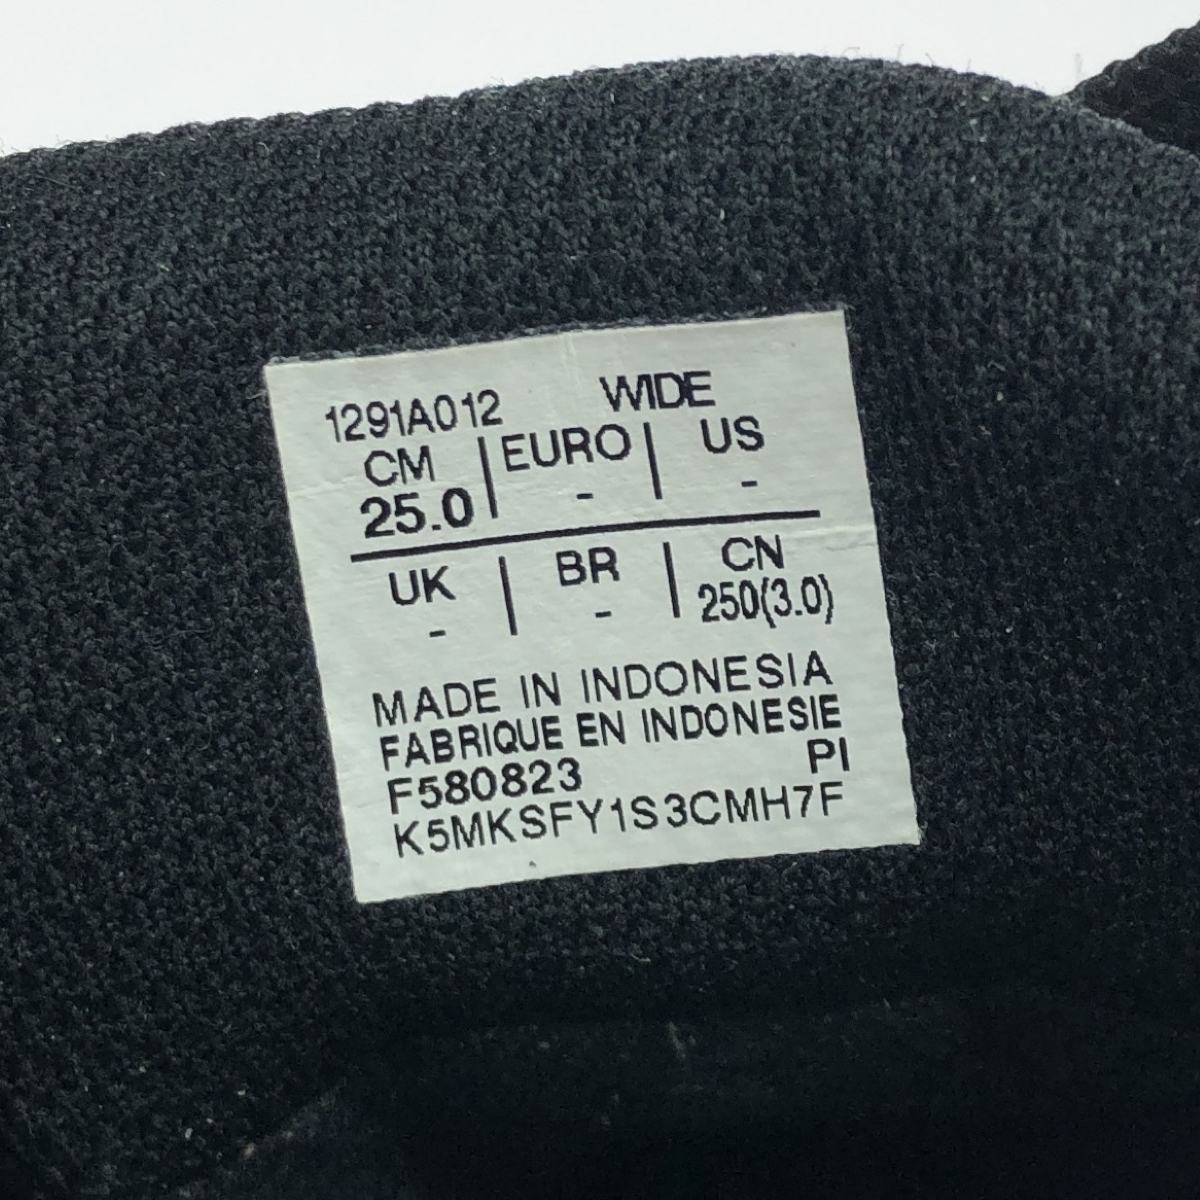 1291A012 WIDE
CM | EURO | US
25.0 - -
UK | BR | CN
- - 250(3.0)
MADE IN INDONESIA
FABRIQUE EN INDONESIE
F580823 PI
K5MKSFY1S3CMH7F